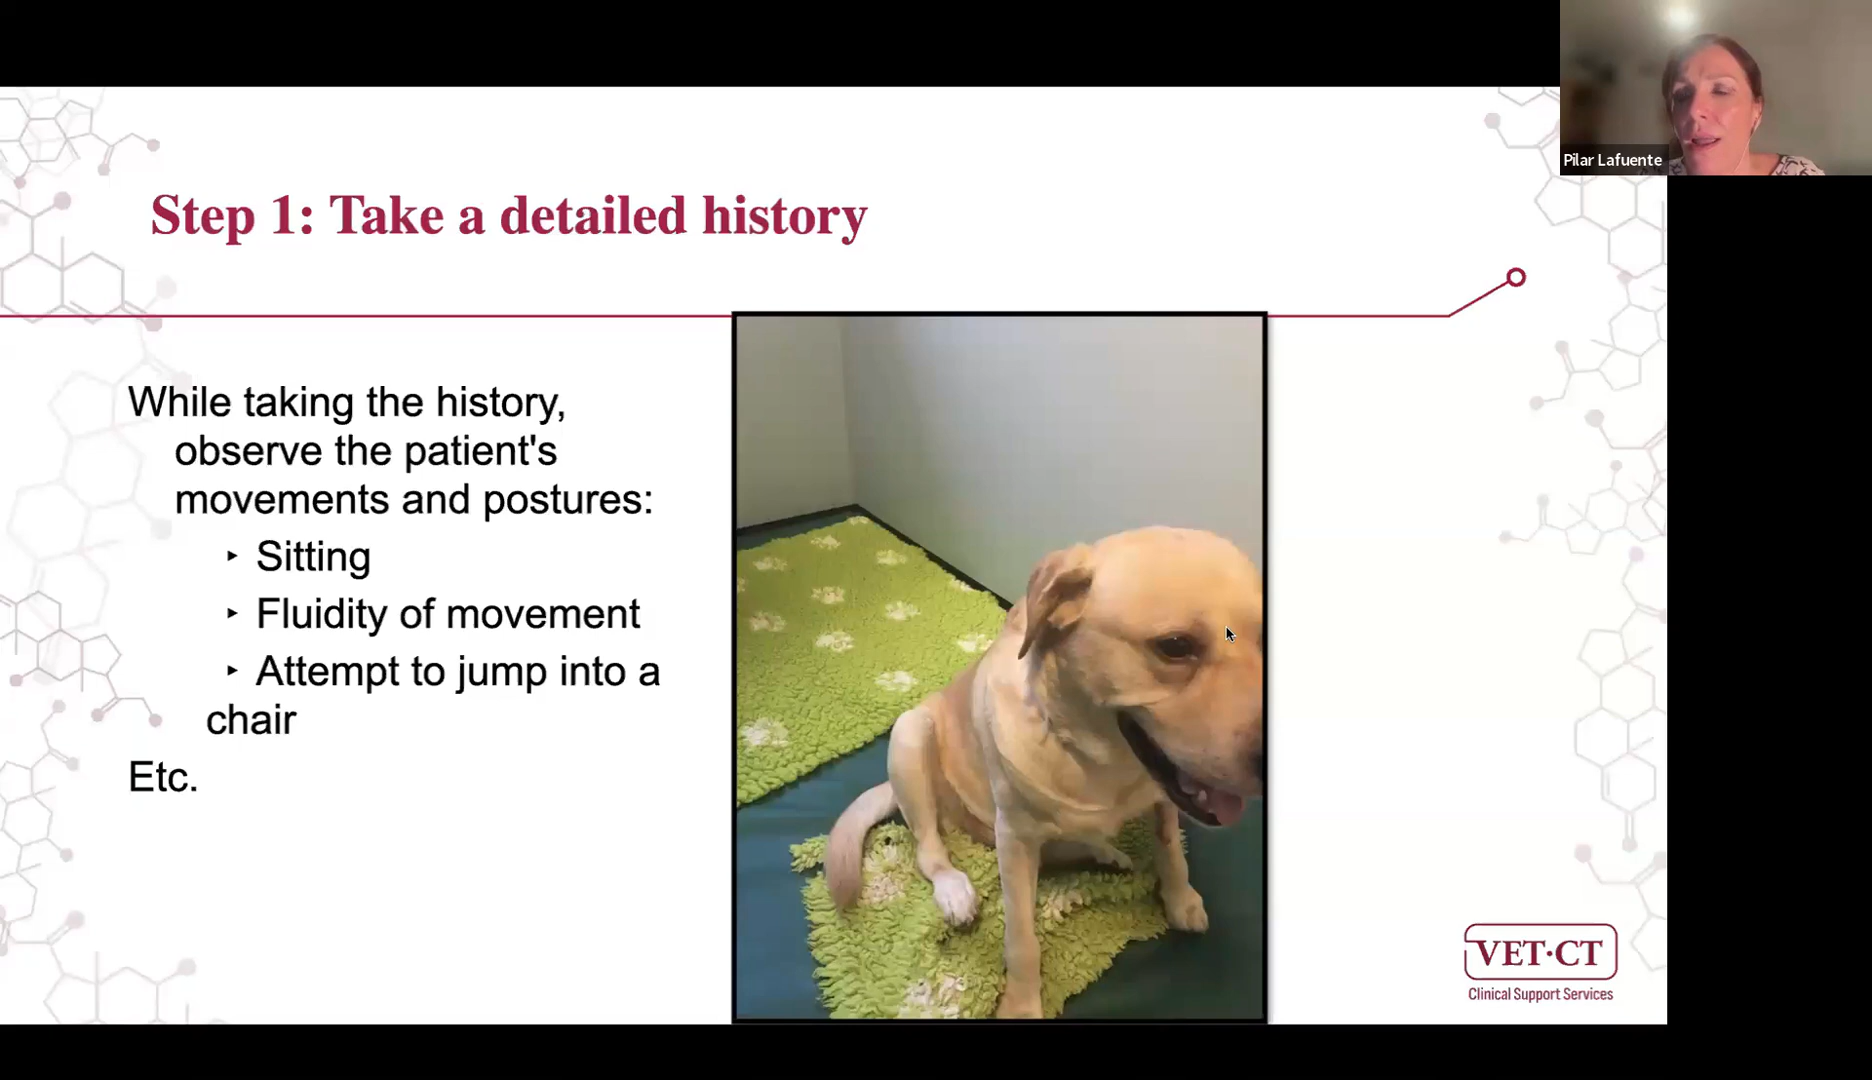 Pilar Lafuente
Step 1: Take a detailed history
While taking the history,
observe the patient's
movements and postures:
‣ Sitting
‣ Fluidity of movement
‣ Attempt to jump into a
chair
Etc.
VET·CT
Clinical Support Services